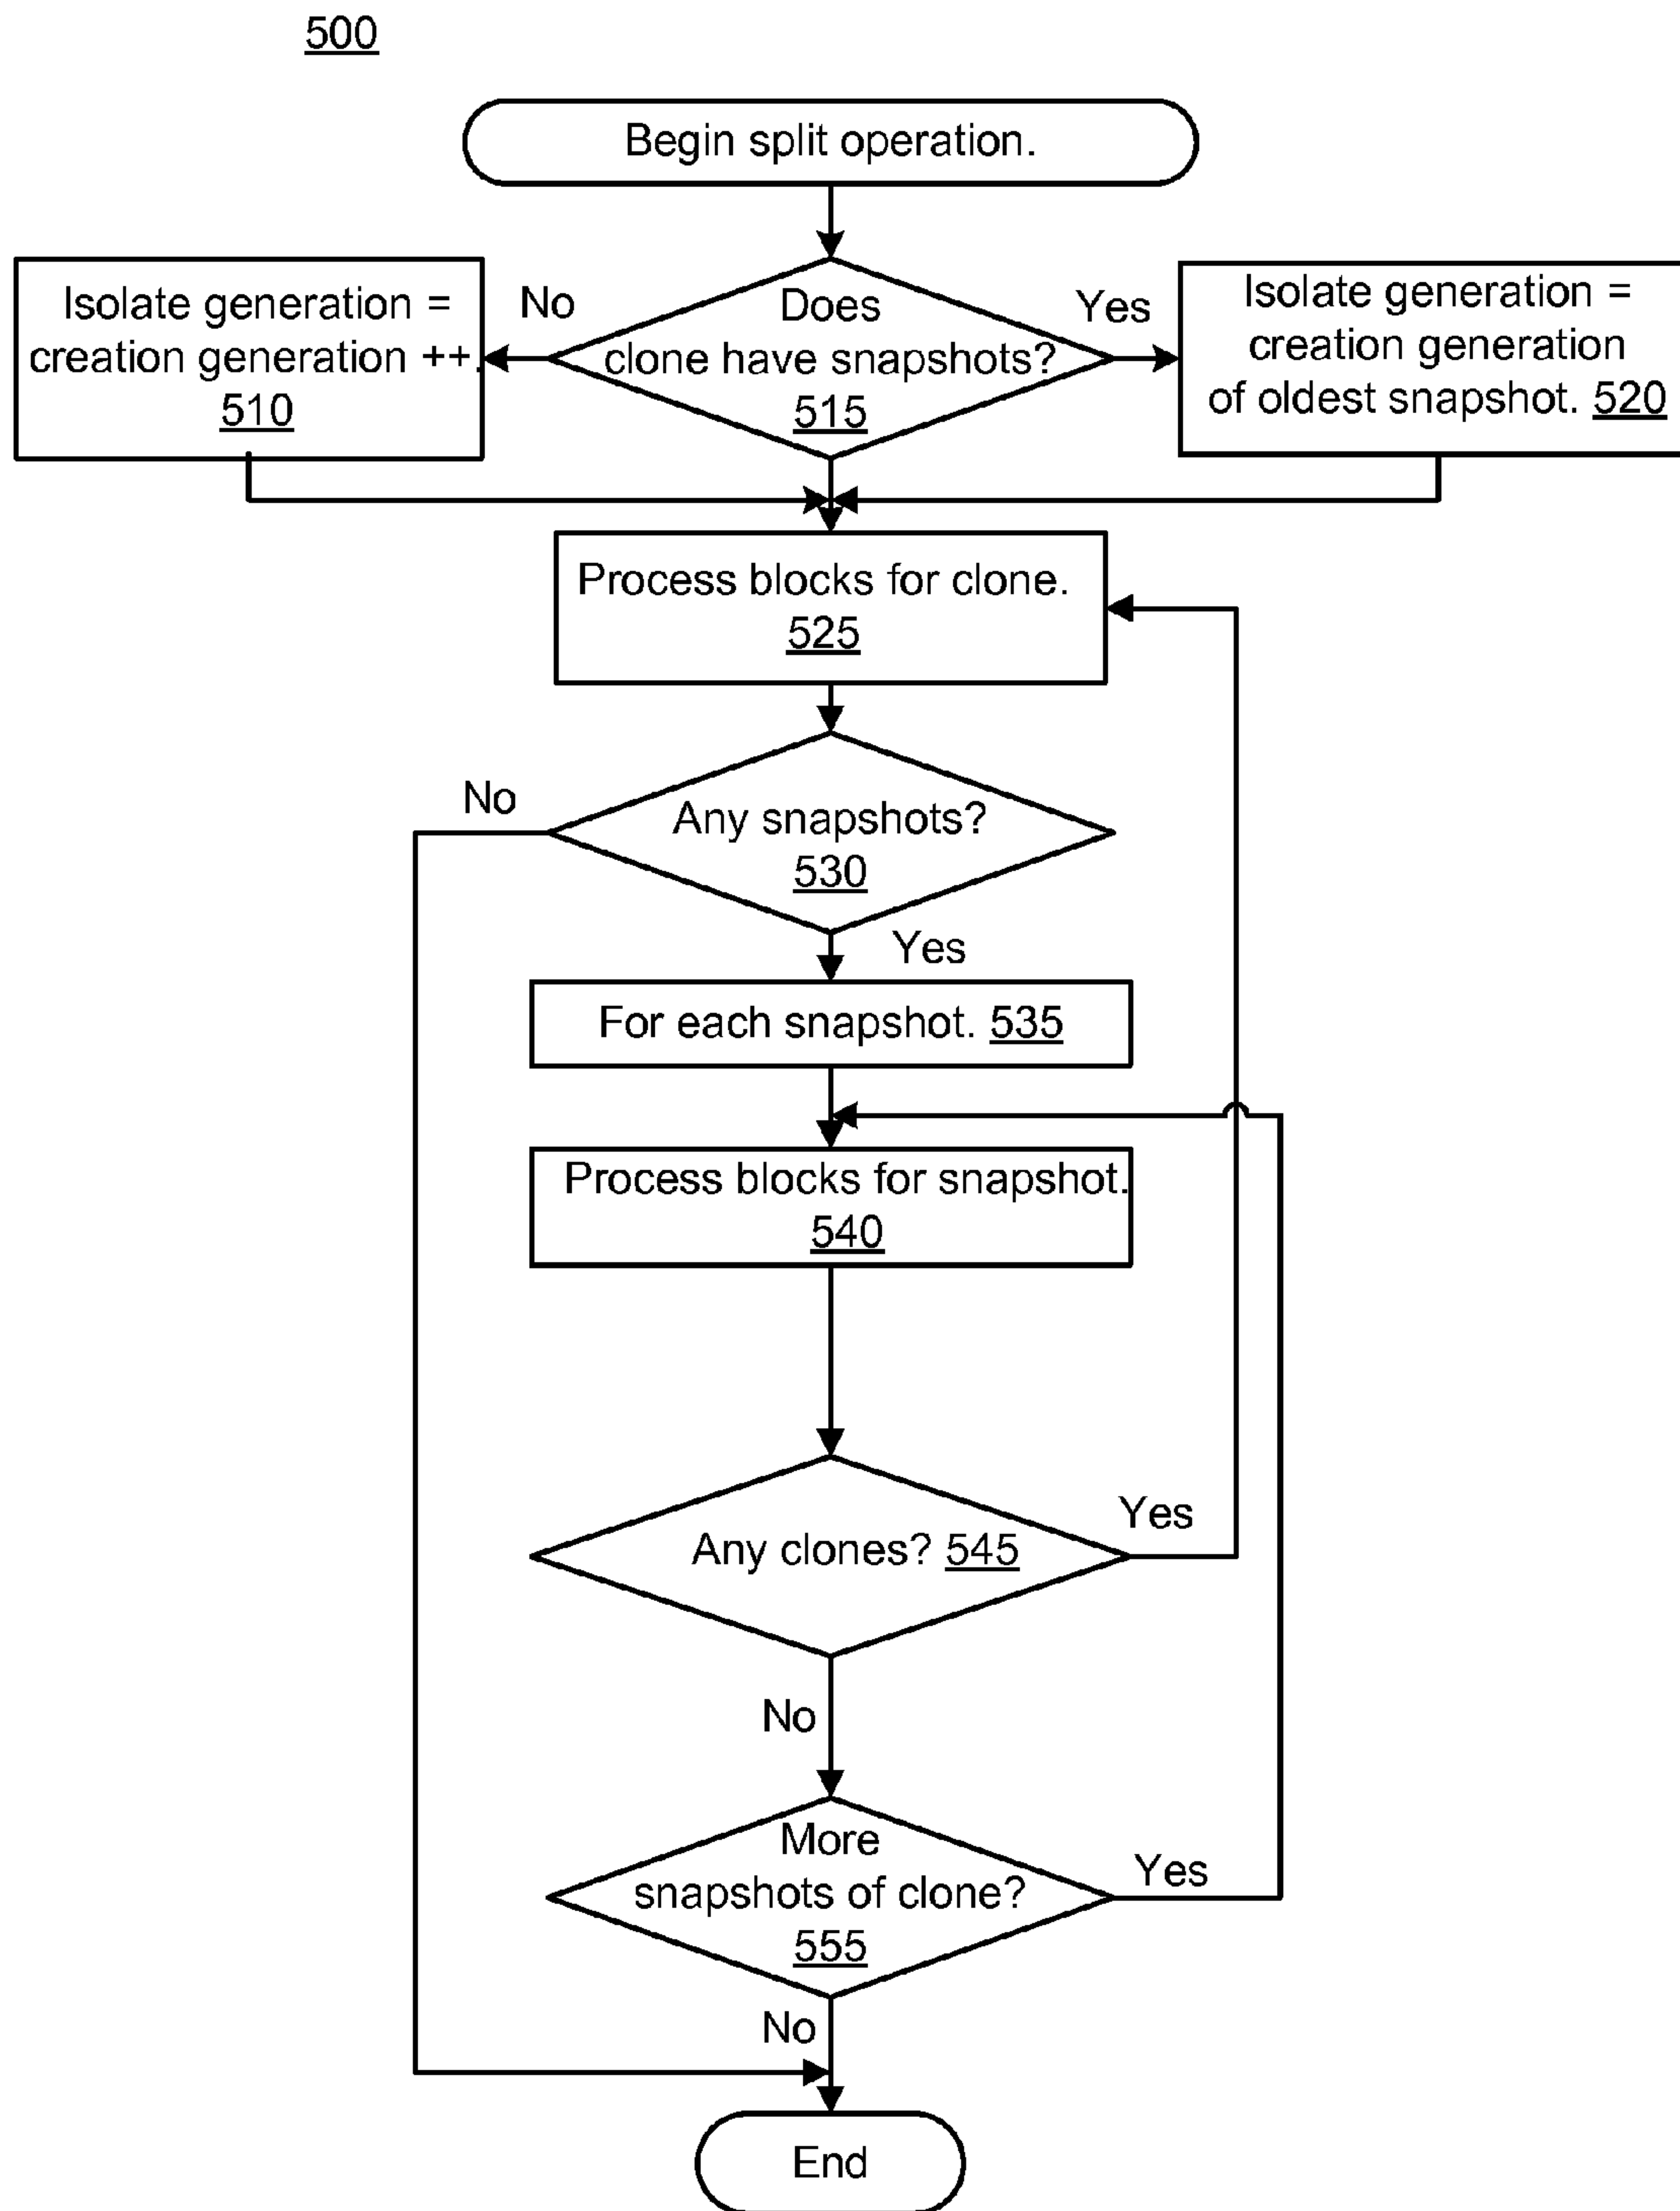 500
Begin split operation.
Isolate generation =
creation generation ++.
510
No
Does
clone have snapshots?
515
Yes
Isolate generation =
creation generation
of oldest snapshot. 520
Process blocks for clone.
525
No
Any snapshots?
530
Yes
For each snapshot. 535
Process blocks for snapshot.
540
Any clones? 545
Yes
No
More
snapshots of clone?
555
Yes
No
End